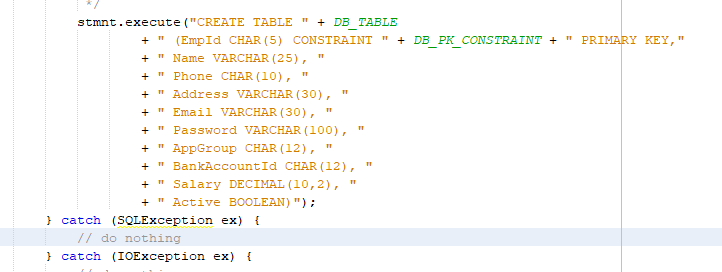 */
stmnt.execute("CREATE TABLE " + DB_TABLE
+ " (EmpId CHAR(5) CONSTRAINT " + DB_PK_CONSTRAINT + " PRIMARY KEY,"
+ " Name VARCHAR(25), "
+ " Phone CHAR(10), "
+ " Address VARCHAR(30), "
+ " Email VARCHAR(30), "
+ " Password VARCHAR(100), "
+ " AppGroup CHAR(12), "
+ " BankAccountId CHAR(12), "
+ " Salary DECIMAL(10,2), "
+ " Active BOOLEAN)");
} catch (SQLException ex) {
// do nothing
} catch (IOException ex) {